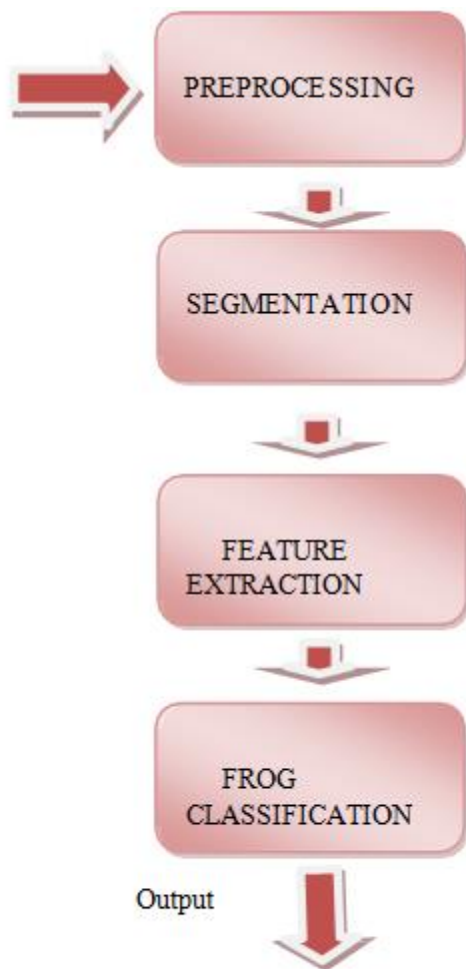 PREPROCESSING
SEGMENTATION
FEATURE
EXTRACTION
FROG
CLASSIFICATION
Output